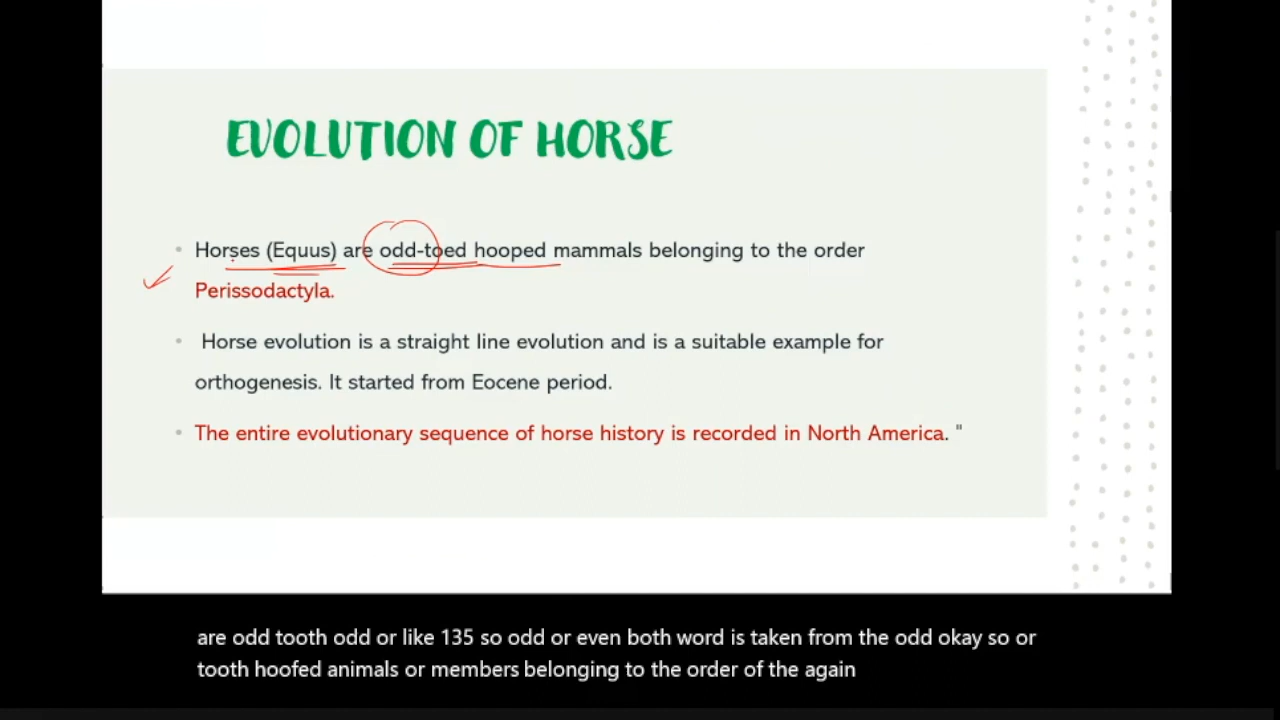 EVOLUTION OF HORSE
• Horses (Equus) are odd-toed hooped mammals belonging to the order
Perissodactyla.
• Horse evolution is a straight line evolution and is a suitable example for
orthogenesis. It started from Eocene period.
• The entire evolutionary sequence of horse history is recorded in North America. "
are odd tooth odd or like 135 so odd or even both word is taken from the odd okay so or
tooth hoofed animals or members belonging to the order of the again